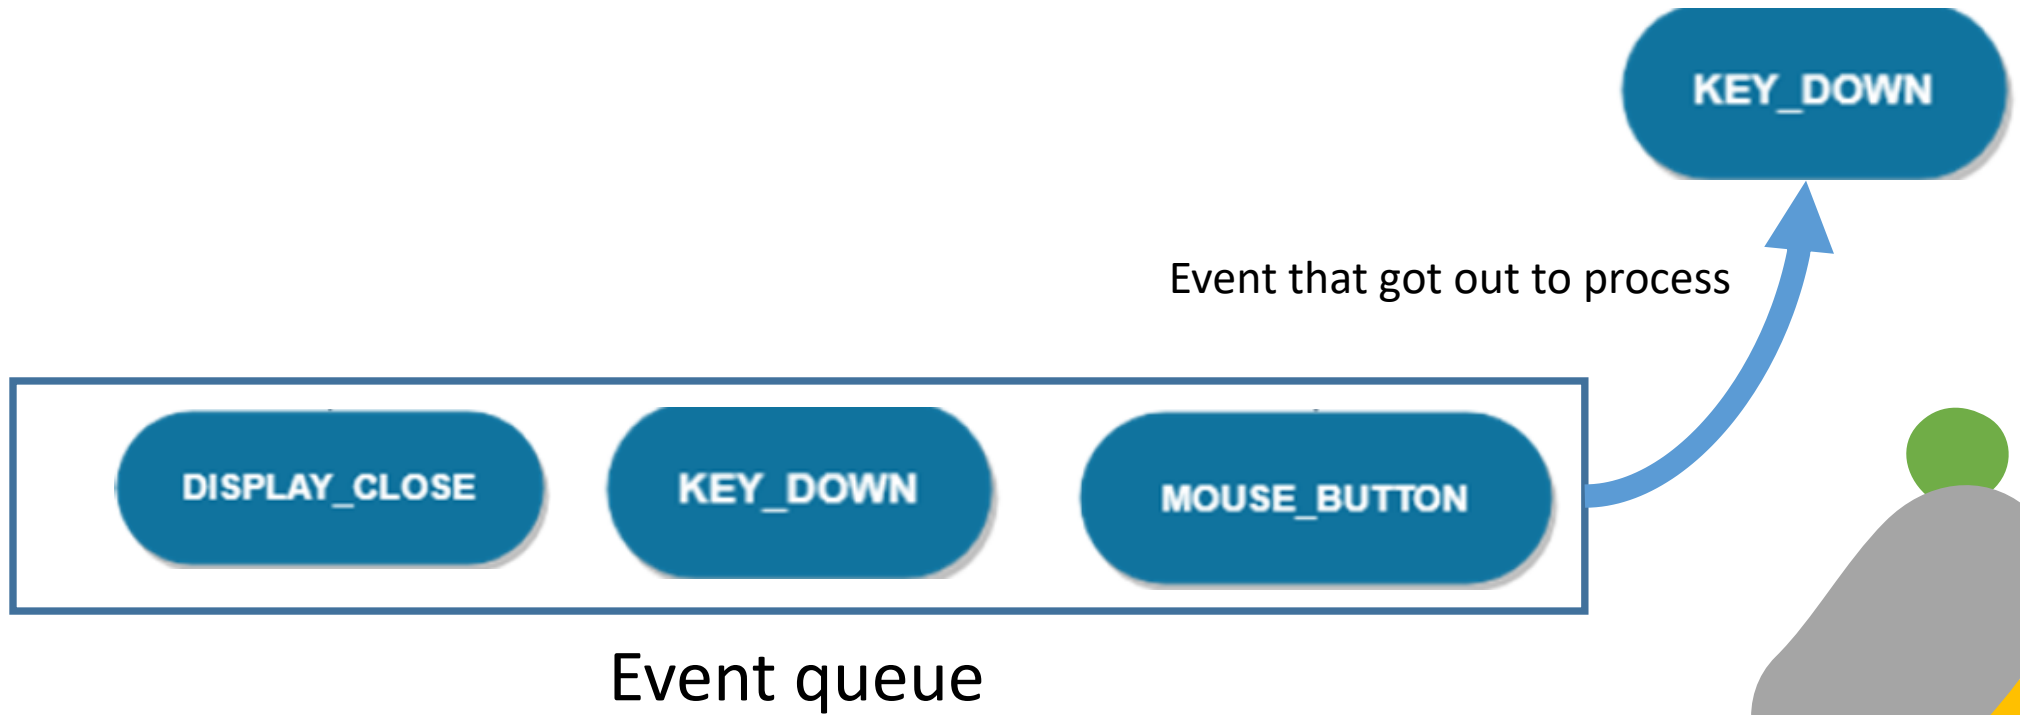 KEY_DOWN
Event that got out to process
DISPLAY_CLOSE
KEY_DOWN
MOUSE_BUTTON
Event queue